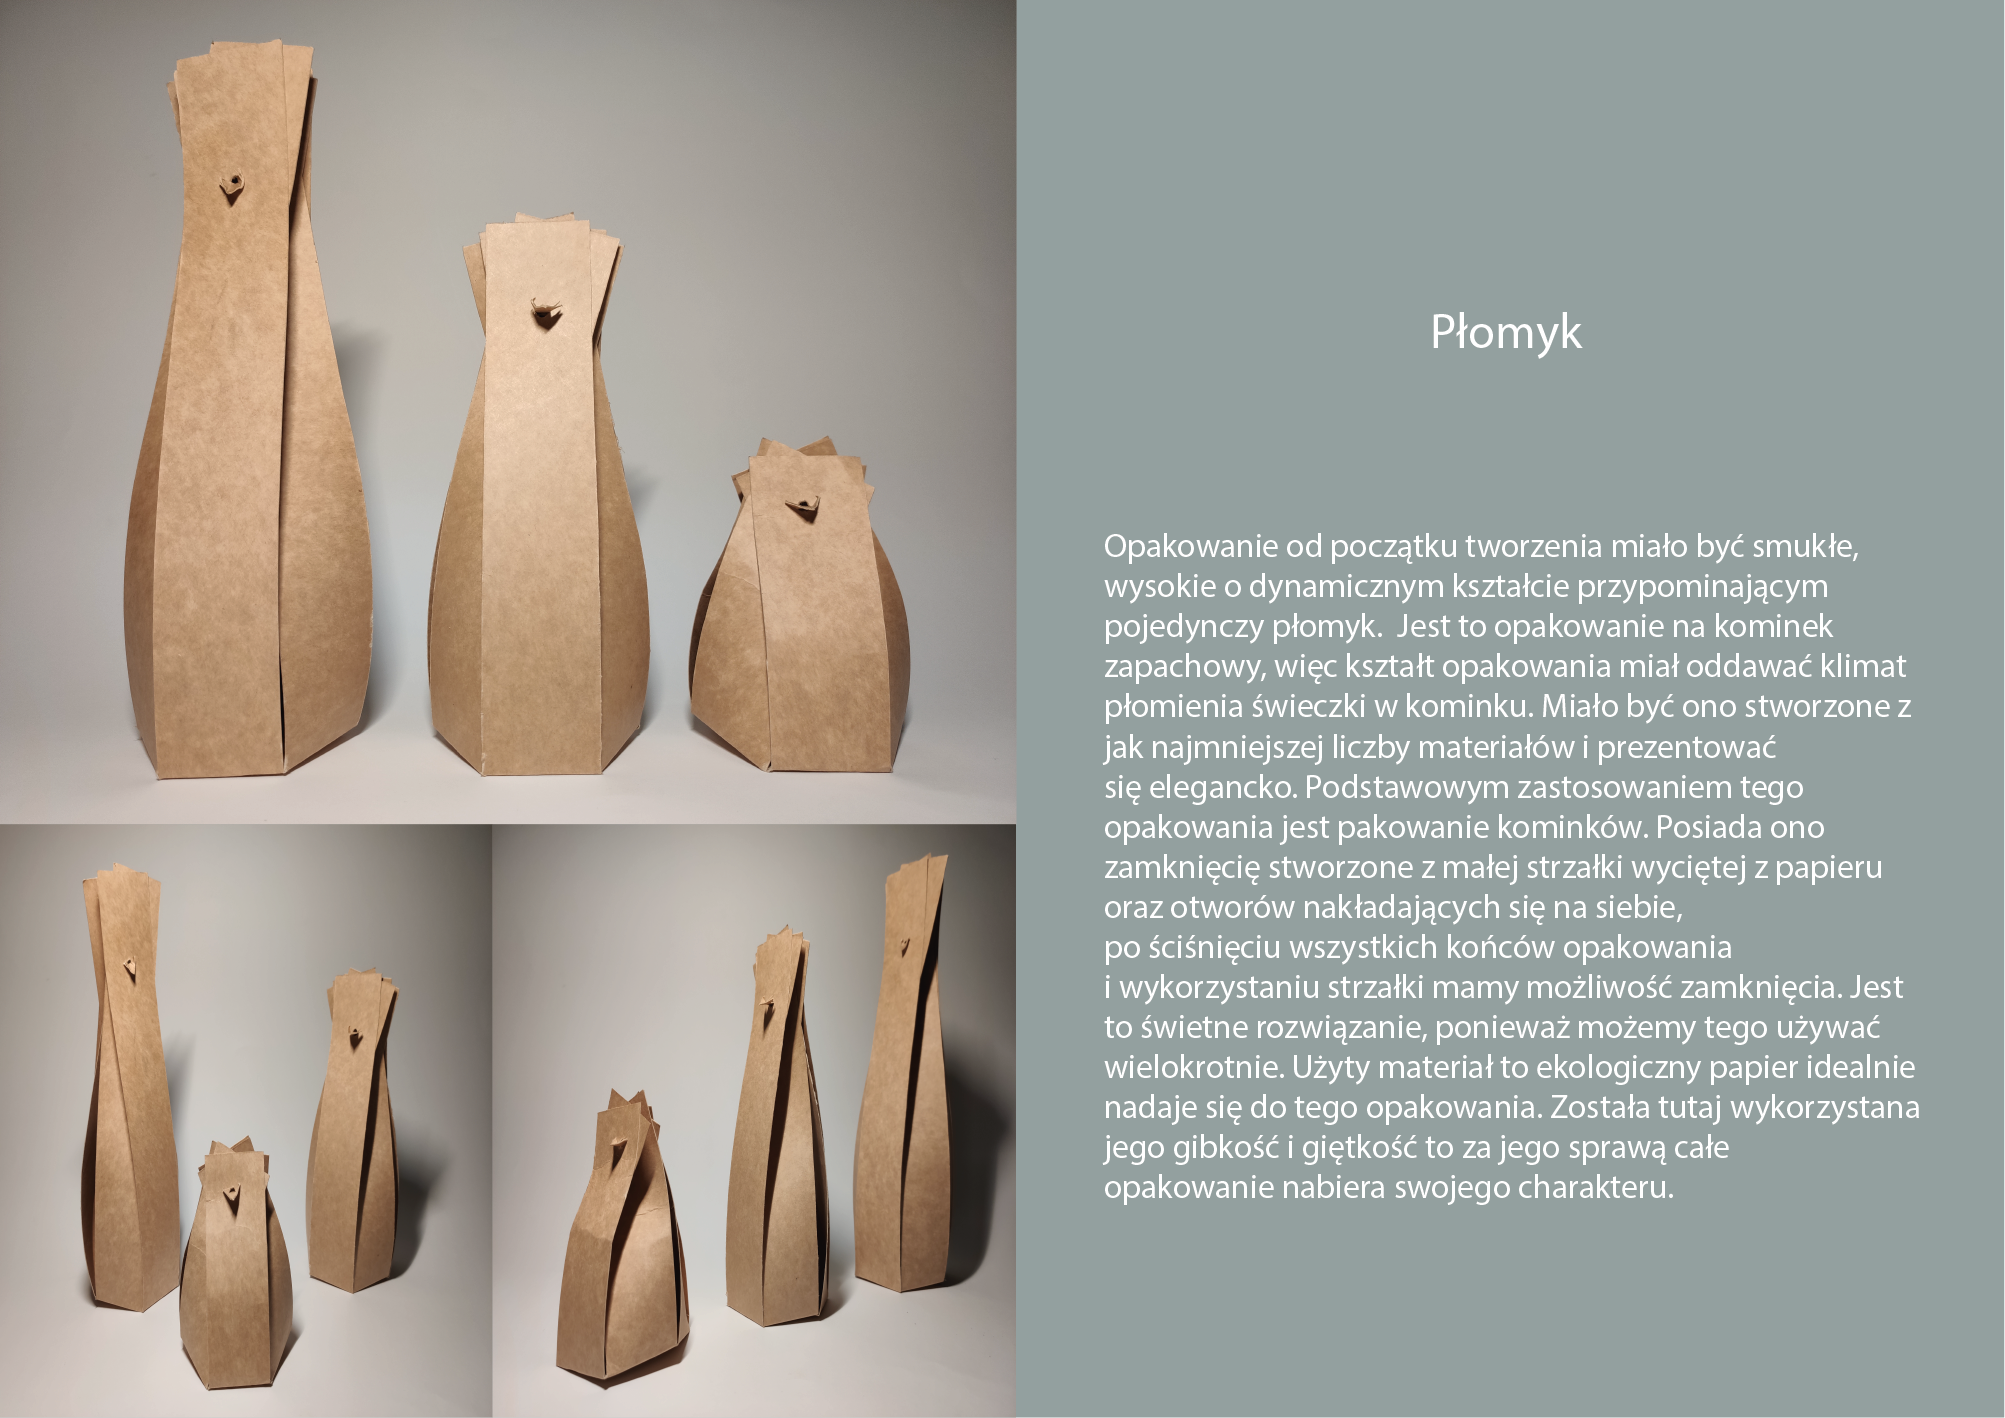 Płomyk
Opakowanie od początku tworzenia miało być smukłe,
wysokie o dynamicznym kształcie przypominającym
pojedynczy płomyk.  Jest to opakowanie na kominek
zapachowy, więc kształt opakowania miał oddawać klimat
płomienia świeczki w kominku. Miało być ono stworzone z
jak najmniejszej liczby materiałów i prezentować
się elegancko. Podstawowym zastosowaniem tego
opakowania jest pakowanie kominków. Posiada ono
zamknięcię stworzone z małej strzałki wyciętej z papieru
oraz otworów nakładających się na siebie,
po ściśnięciu wszystkich końców opakowania
i wykorzystaniu strzałki mamy możliwość zamknięcia. Jest
to świetne rozwiązanie, ponieważ możemy tego używać
wielokrotnie. Użyty materiał to ekologiczny papier idealnie
nadaje się do tego opakowania. Została tutaj wykorzystana
jego gibkość i giętkość to za jego sprawą całe
opakowanie nabiera swojego charakteru.